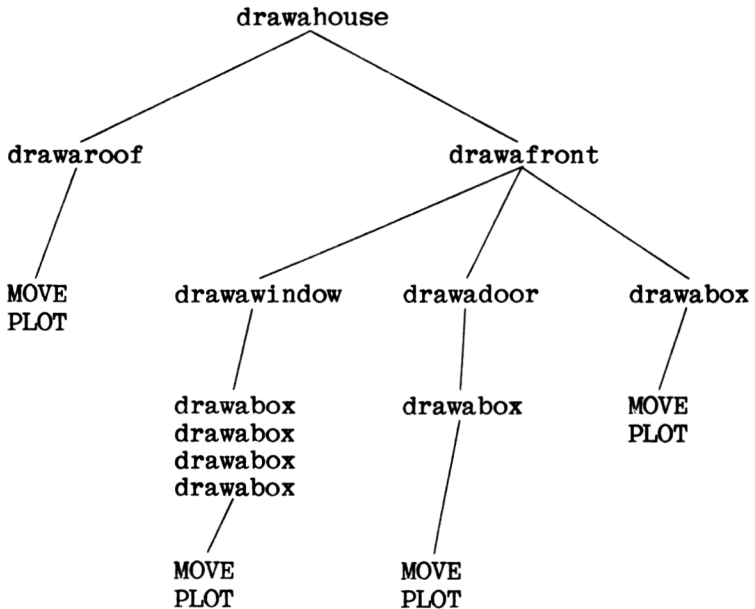 drawahouse
drawaroof drawafront
MOVE drawawindow drawadoor drawabox
PLOT
drawabox drawabox MOVE
drawabox PLOT
drawabox
drawabox
MOVE MOVE
PLOT PLOT